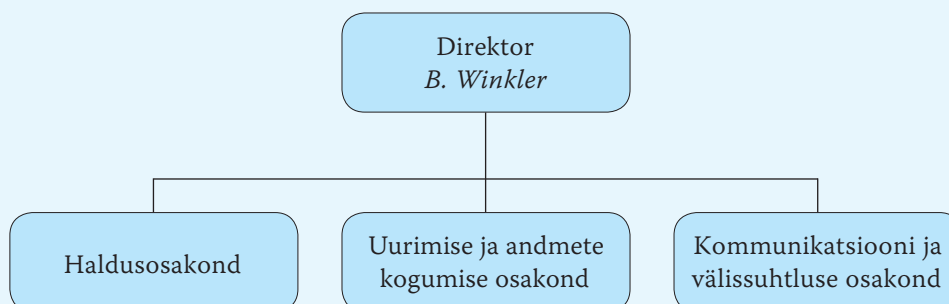 Direktor
B. Winkler
Haldusosakond
Uurimise ja andmete
kogumise osakond
Kommunikatsiooni ja
välissuhtluse osakond